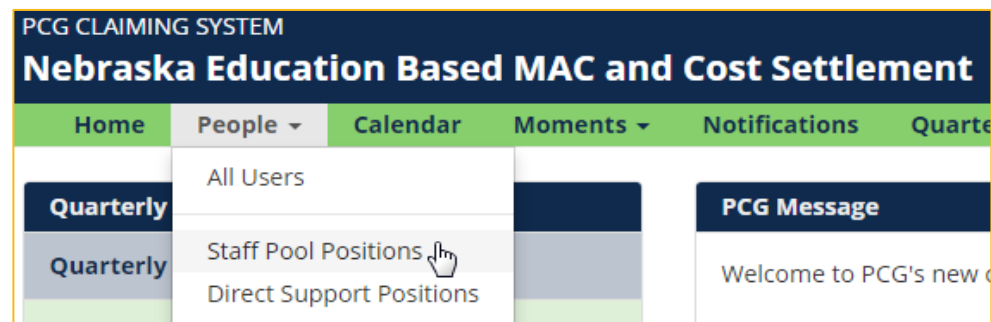 PCG CLAIMING SYSTEM
Nebraska Education Based MAC and Cost Settlement
Home People Calendar Moments Notifications
All Users
Staff Pool Positions
Direct Support Positions
Quarterly
Quarterly
PCG Message
Welcome to PCG's new